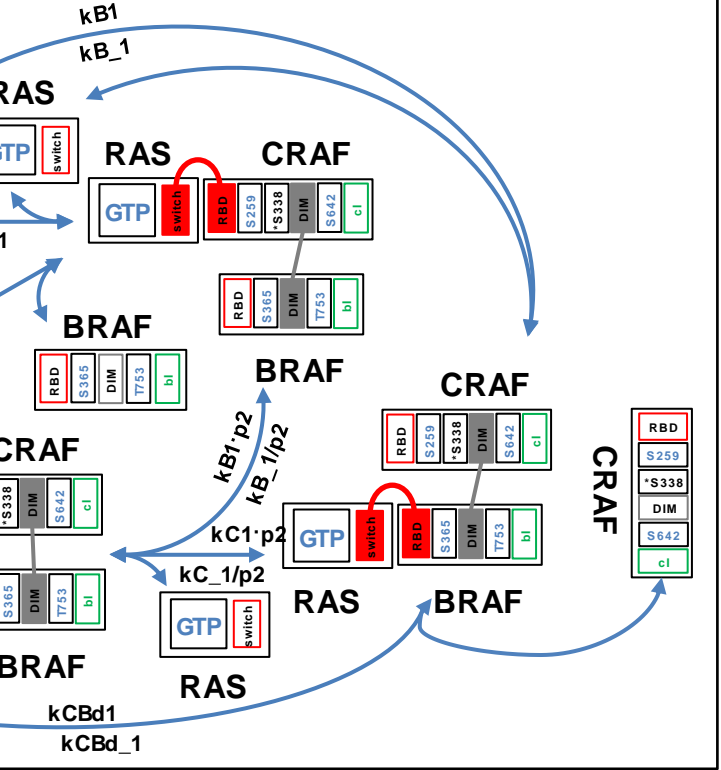 kB1
kB_1
RAS
GTP switch
RAS CRAF
GTP switch RBD S259 *S338 DIM S642 cl
RBD S365 DIM T753 bl
BRAF
1
BRAF
RBD S365 DIM T753 bl
CRAF
RBD S259 *S338 DIM S642 cl
CRAF
RBD
S259
*S338
DIM
S642
cl
kB1·p2
kB_1/p2
CRAF
*S338 DIM S642 cl
S365 DIM T753 bl
BRAF
kC1·p2
kC_1/p2
GTP switch RBD S365 DIM T753 bl
RAS BRAF
GTP switch
RAS
kCBd1
kCBd_1